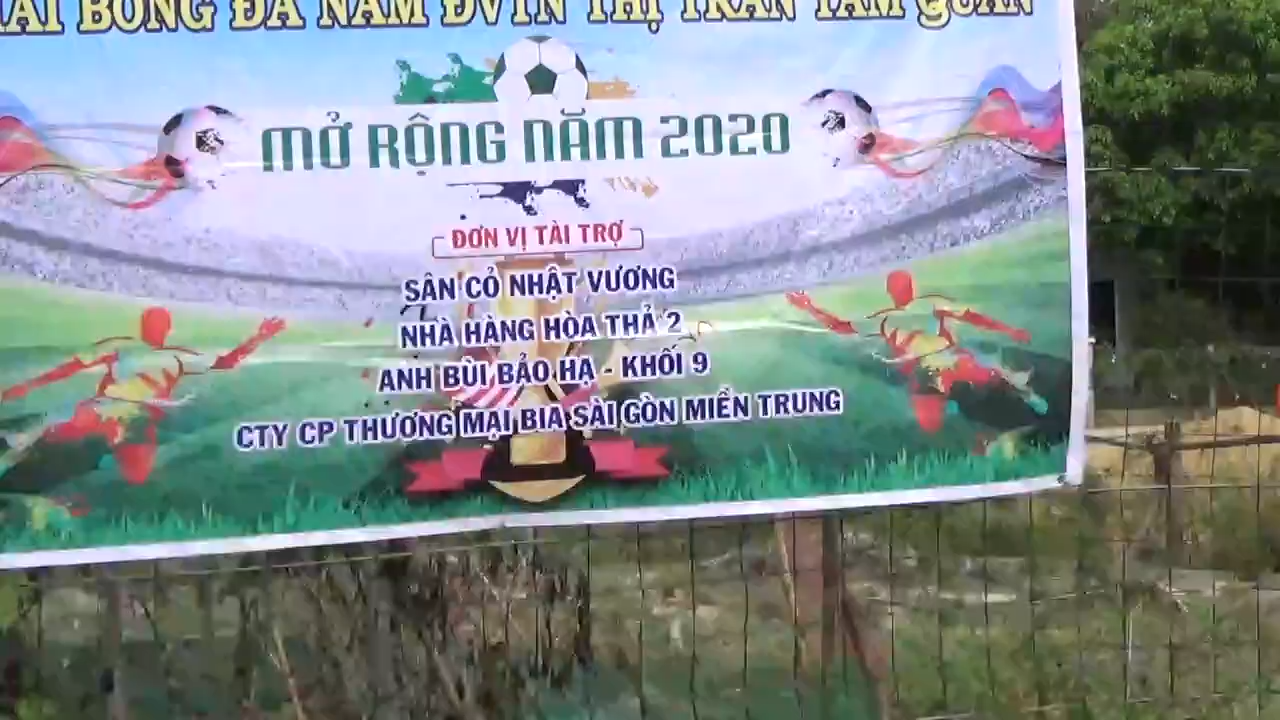 GIẢI BÓNG ĐÁ NAM ĐVTN THỊ TRẤN TAM QUAN
MỞ RỘNG NĂM 2020
ĐƠN VỊ TÀI TRỢ
SÂN CỎ NHẬT VƯƠNG
NHÀ HÀNG HÒA THẢ 2
ANH BÙI BẢO HẠ - KHỐI 9
CTY CP THƯƠNG MẠI BIA SÀI GÒN MIỀN TRUNG